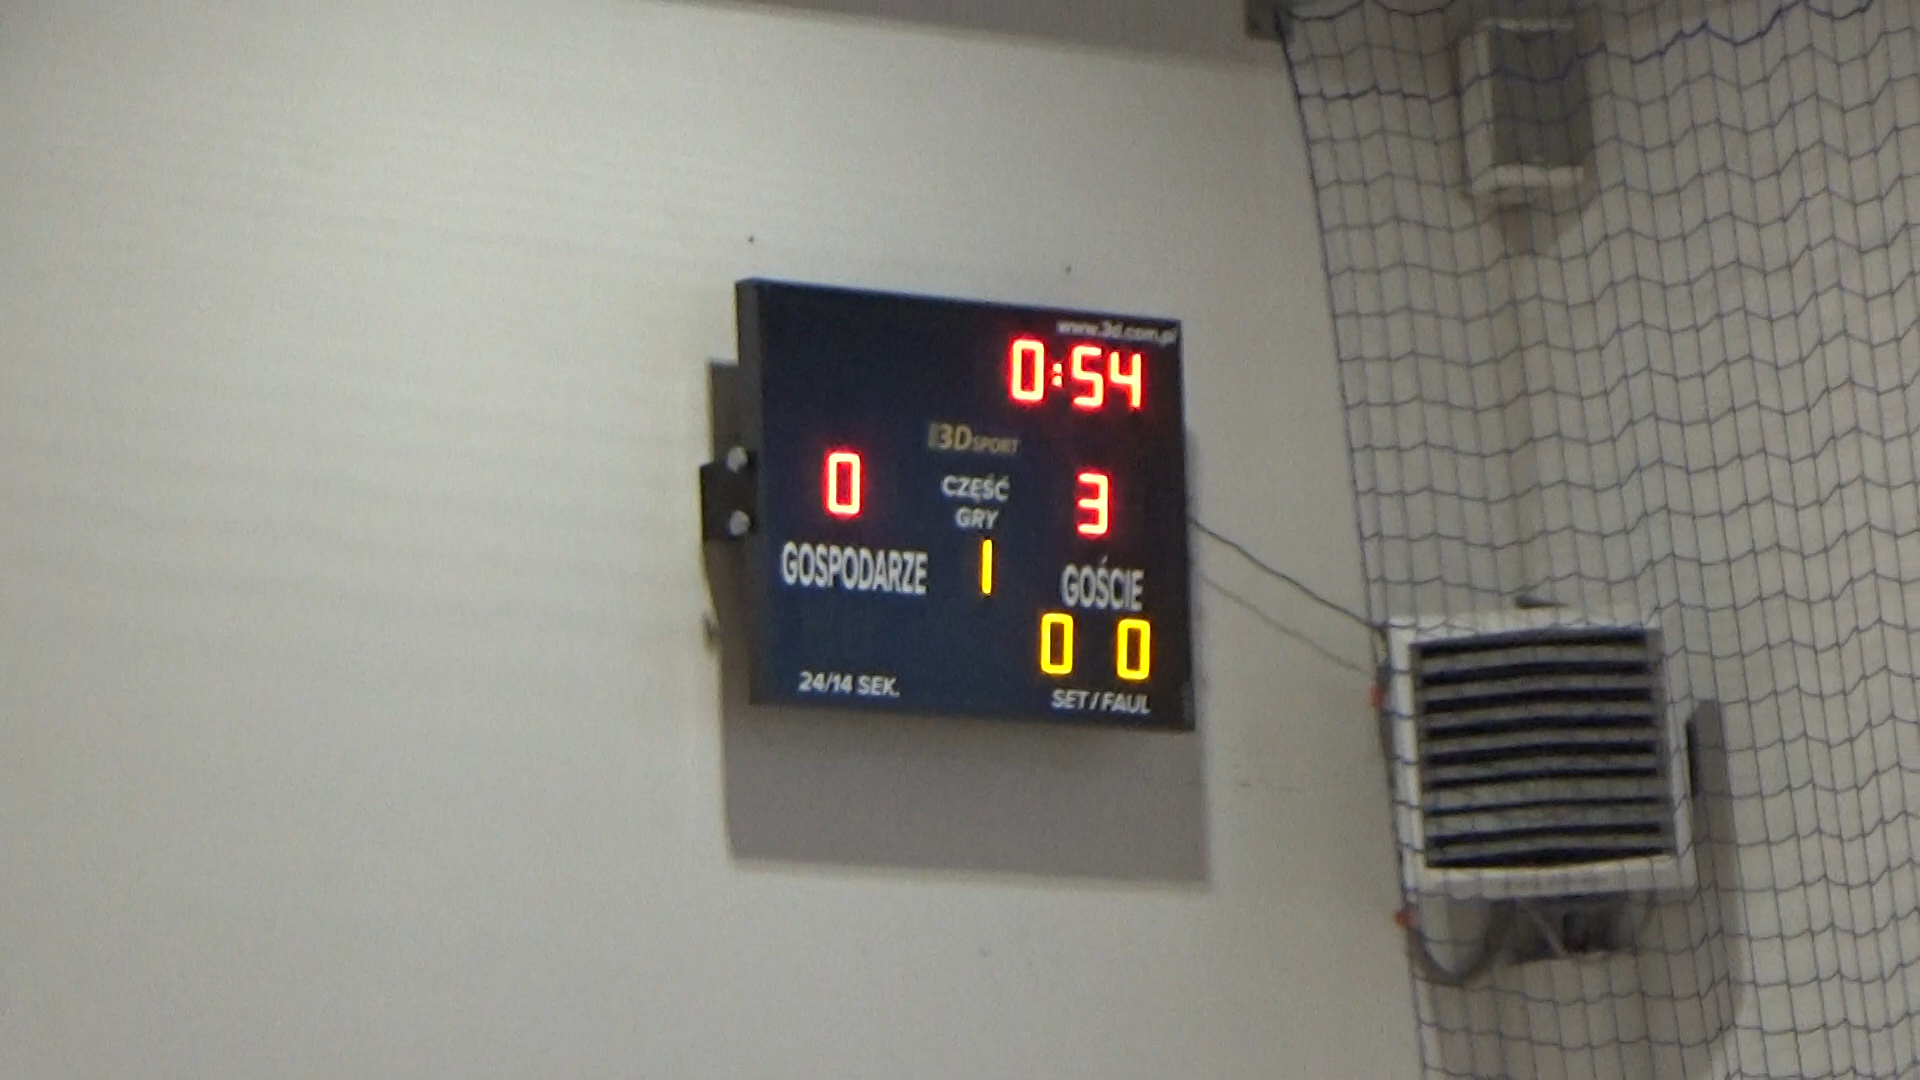 www.3d.com.pl
0:54
3DSPORT
0 3
CZĘŚĆ
GRY
GOSPODARZE 1 GOŚCIE
0 0
24/14 SEK. SET / FAUL